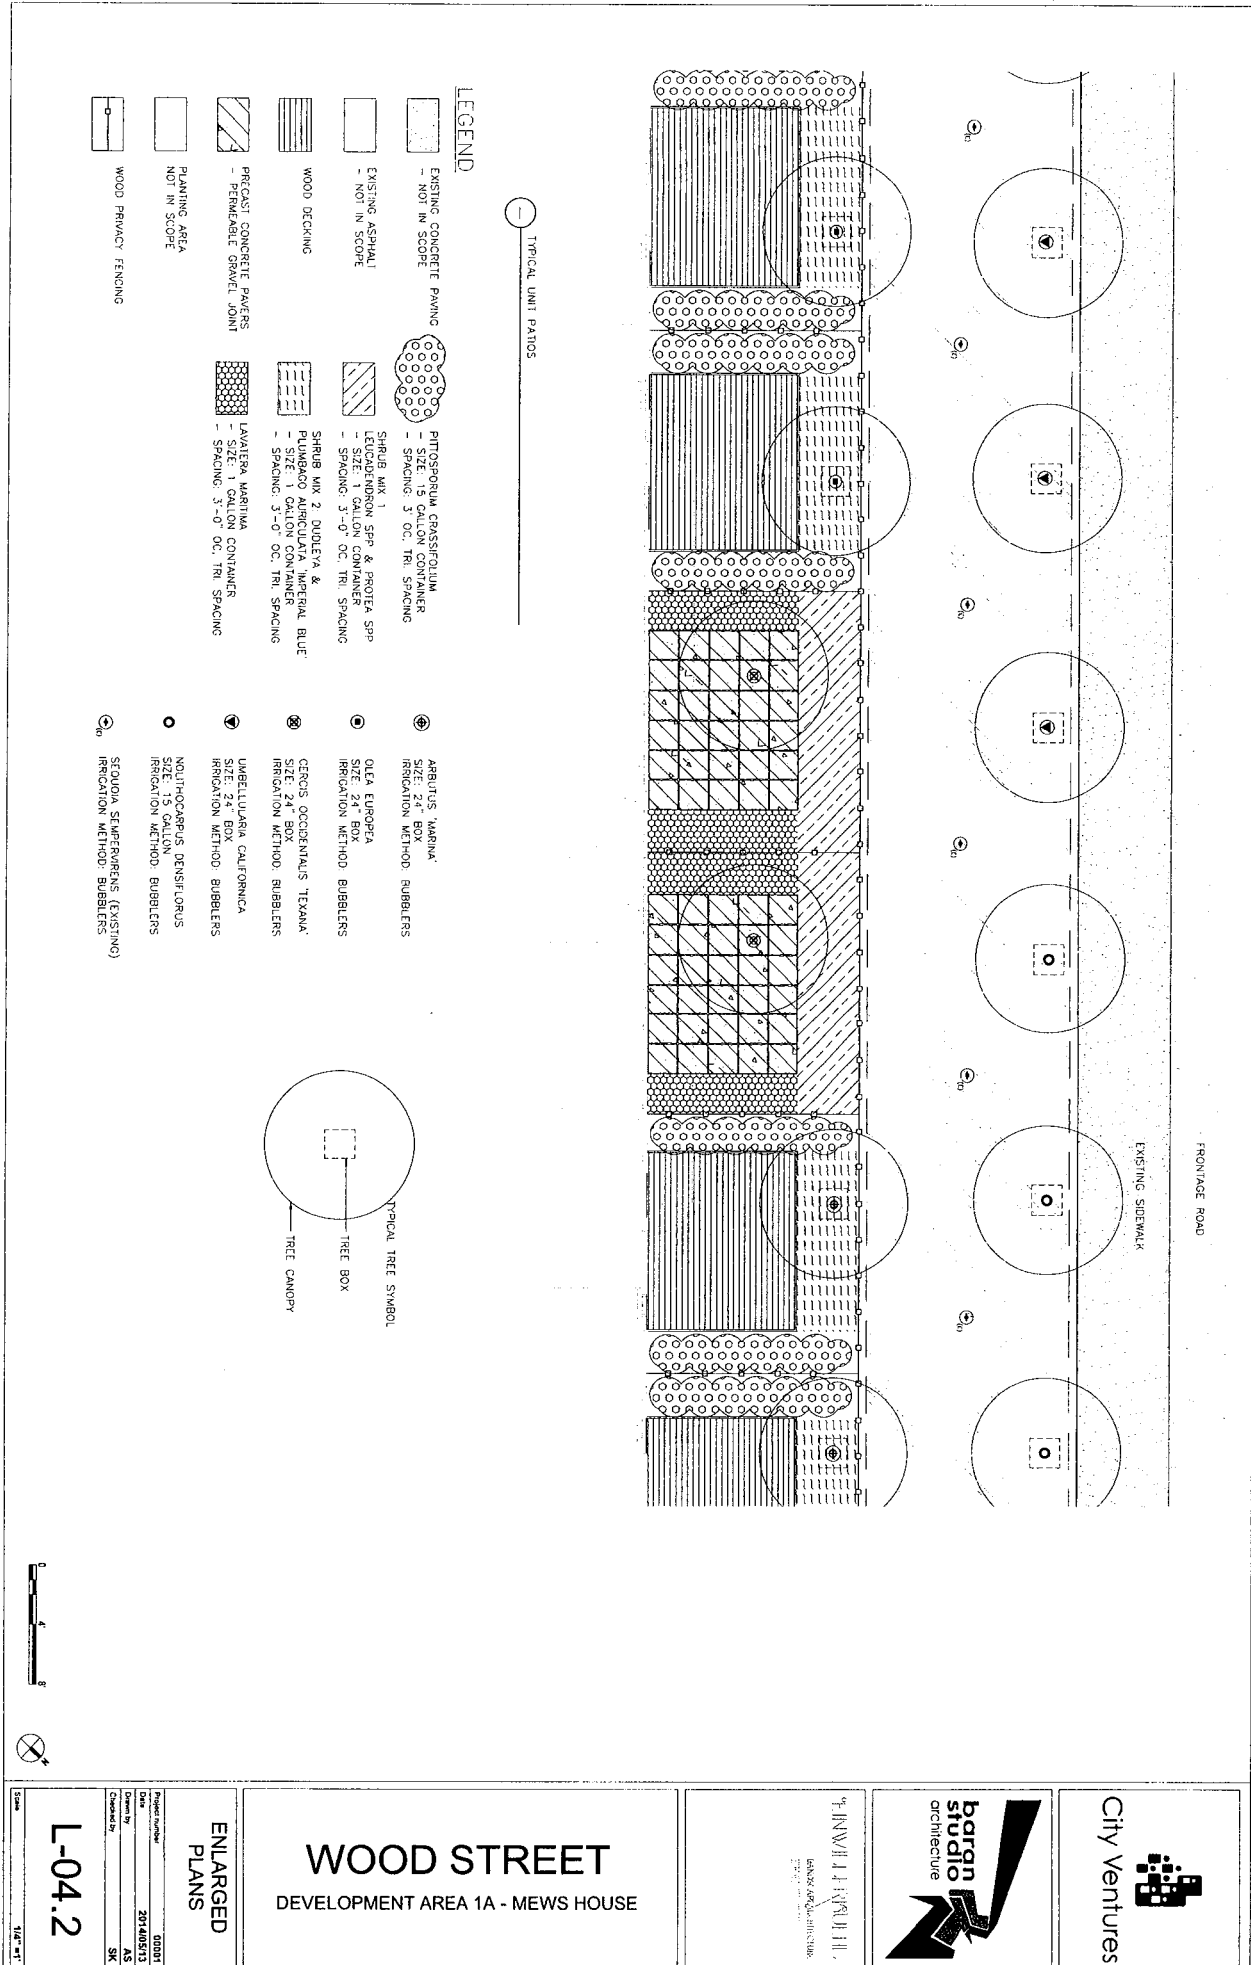 FRONTAGE ROAD
EXISTING SIDEWALK
TYPICAL UNIT PATIOS
LEGEND
EXISTING CONCRETE PAVING
- NOT IN SCOPE
EXISTING ASPHALT
- NOT IN SCOPE
WOOD DECKING
PRECAST CONCRETE PAVERS
- PERMEABLE GRAVEL JOINT
PLANTING AREA
NOT IN SCOPE
WOOD PRIVACY FENCING
PITTOSPORUM CRASSIFOLIUM
- SIZE: 15 GALLON CONTAINER
- SPACING: 3' OC, TRI. SPACING
SHRUB MIX 1
LEUCADENDRON SPP & PROTEA SPP
- SIZE: 1 GALLON CONTAINER
- SPACING: 3'-0" OC, TRI. SPACING
SHRUB MIX 2: DUDLEYA &
PLUMBAGO AURICULATA 'IMPERIAL BLUE'
- SIZE: 1 GALLON CONTAINER
- SPACING: 3'-0" OC, TRI. SPACING
LAVATERA MARITIMA
- SIZE: 1 GALLON CONTAINER
- SPACING: 3'-0" OC, TRI. SPACING
ARBUTUS 'MARINA'
SIZE: 24" BOX
IRRIGATION METHOD: BUBBLERS
OLEA EUROPEA
SIZE: 24" BOX
IRRIGATION METHOD: BUBBLERS
CERCIS OCCIDENTALIS 'TEXANA'
SIZE: 24" BOX
IRRIGATION METHOD: BUBBLERS
UMBELLULARIA CALIFORNICA
SIZE: 24" BOX
IRRIGATION METHOD: BUBBLERS
NOLITHOCARPUS DENSIFLORUS
SIZE: 15 GALLON
IRRIGATION METHOD: BUBBLERS
SEQUOIA SEMPERVIRENS (EXISTING)
IRRIGATION METHOD: BUBBLERS
TYPICAL TREE SYMBOL
TREE BOX
TREE CANOPY
0 4' 8'
N
City Ventures
baran
studio
architecture
WOOD STREET
DEVELOPMENT AREA 1A - MEWS HOUSE
ENLARGED
PLANS
Project number 00001
Date 2014/05/13
Drawn by AS
Checked by SK
L-04.2
Scale 1/4" = 1'